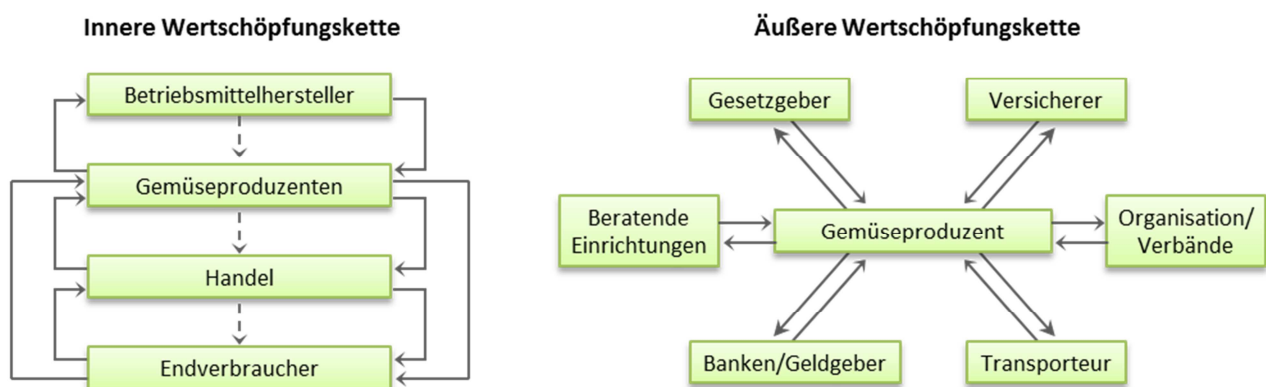 Innere Wertschöpfungskette
Betriebsmittelhersteller
Gemüseproduzenten
Handel
Endverbraucher
Äußere Wertschöpfungskette
Gesetzgeber
Versicherer
Beratende
Einrichtungen
Gemüseproduzent
Organisation/
Verbände
Banken/Geldgeber
Transporteur